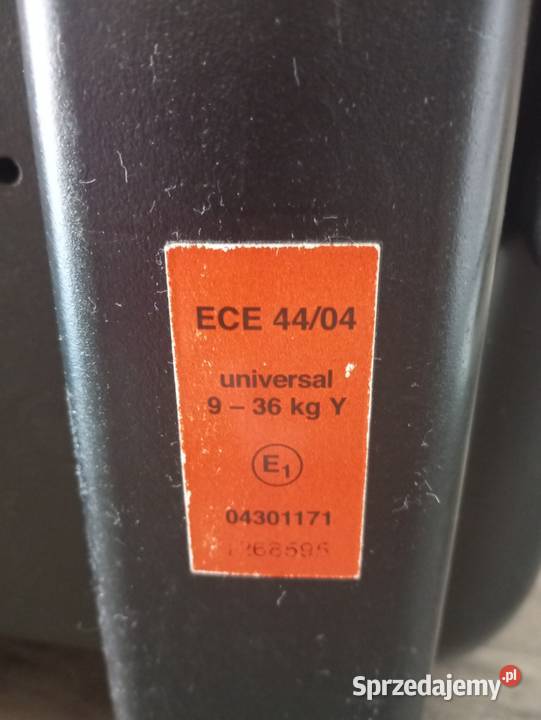 ECE 44/04
universal
9 – 36 kg Y
E1
04301171
Sprzedajemy.pl